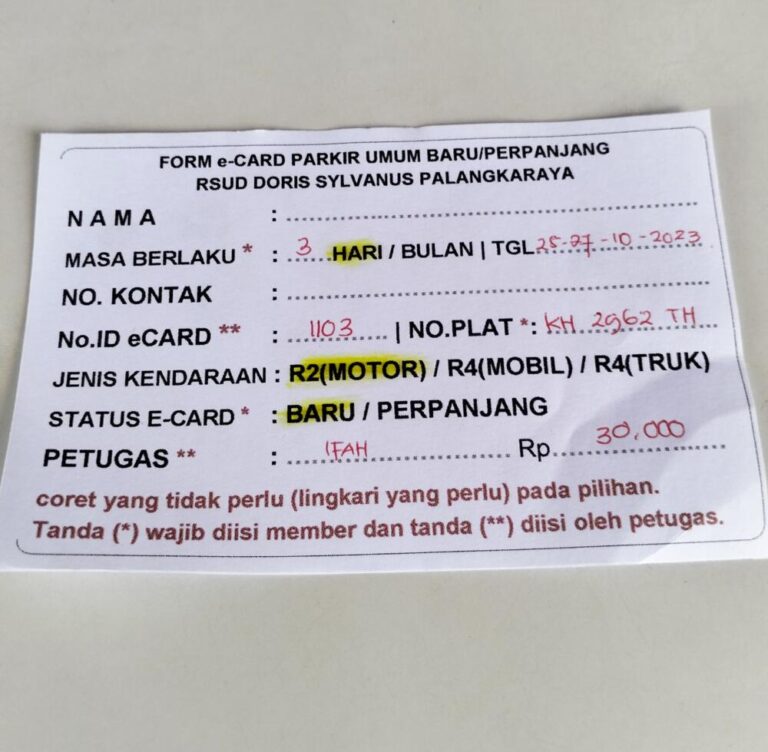 FORM e-CARD PARKIR UMUM BARU/PERPANJANG
RSUD DORIS SYLVANUS PALANGKARAYA
N A M A : ........................................
MASA BERLAKU * : 3 HARI / BULAN | TGL 25-27-10-2023
NO. KONTAK : ........................................
No.ID eCARD ** : 1103 | NO.PLAT *: KH 2962 TH
JENIS KENDARAAN : R2(MOTOR) / R4(MOBIL) / R4(TRUK)
STATUS E-CARD * : BARU / PERPANJANG
PETUGAS ** : IFAH Rp. 30.000
coret yang tidak perlu (lingkari yang perlu) pada pilihan.
Tanda (*) wajib diisi member dan tanda (**) diisi oleh petugas.